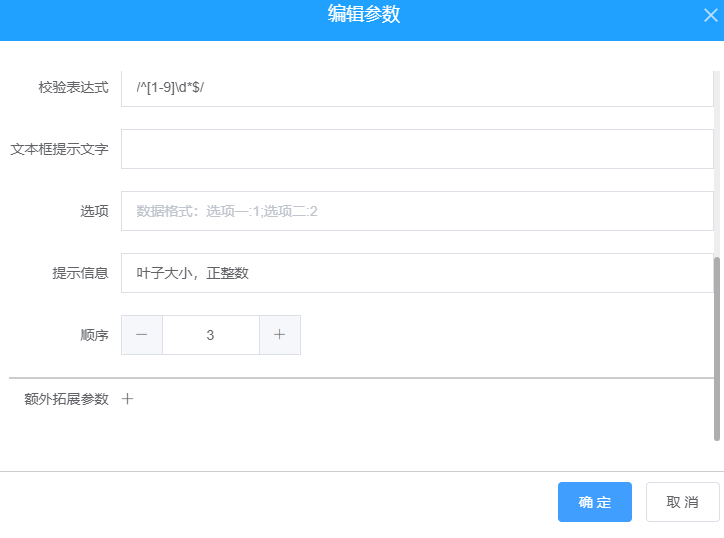 编辑参数
校验表达式 /^[1-9]\d*$/
文本框提示文字
选项 数据格式：选项一:1;选项二:2
提示信息 叶子大小，正整数
顺序 － 3 ＋
额外拓展参数 ＋
确 定 取 消